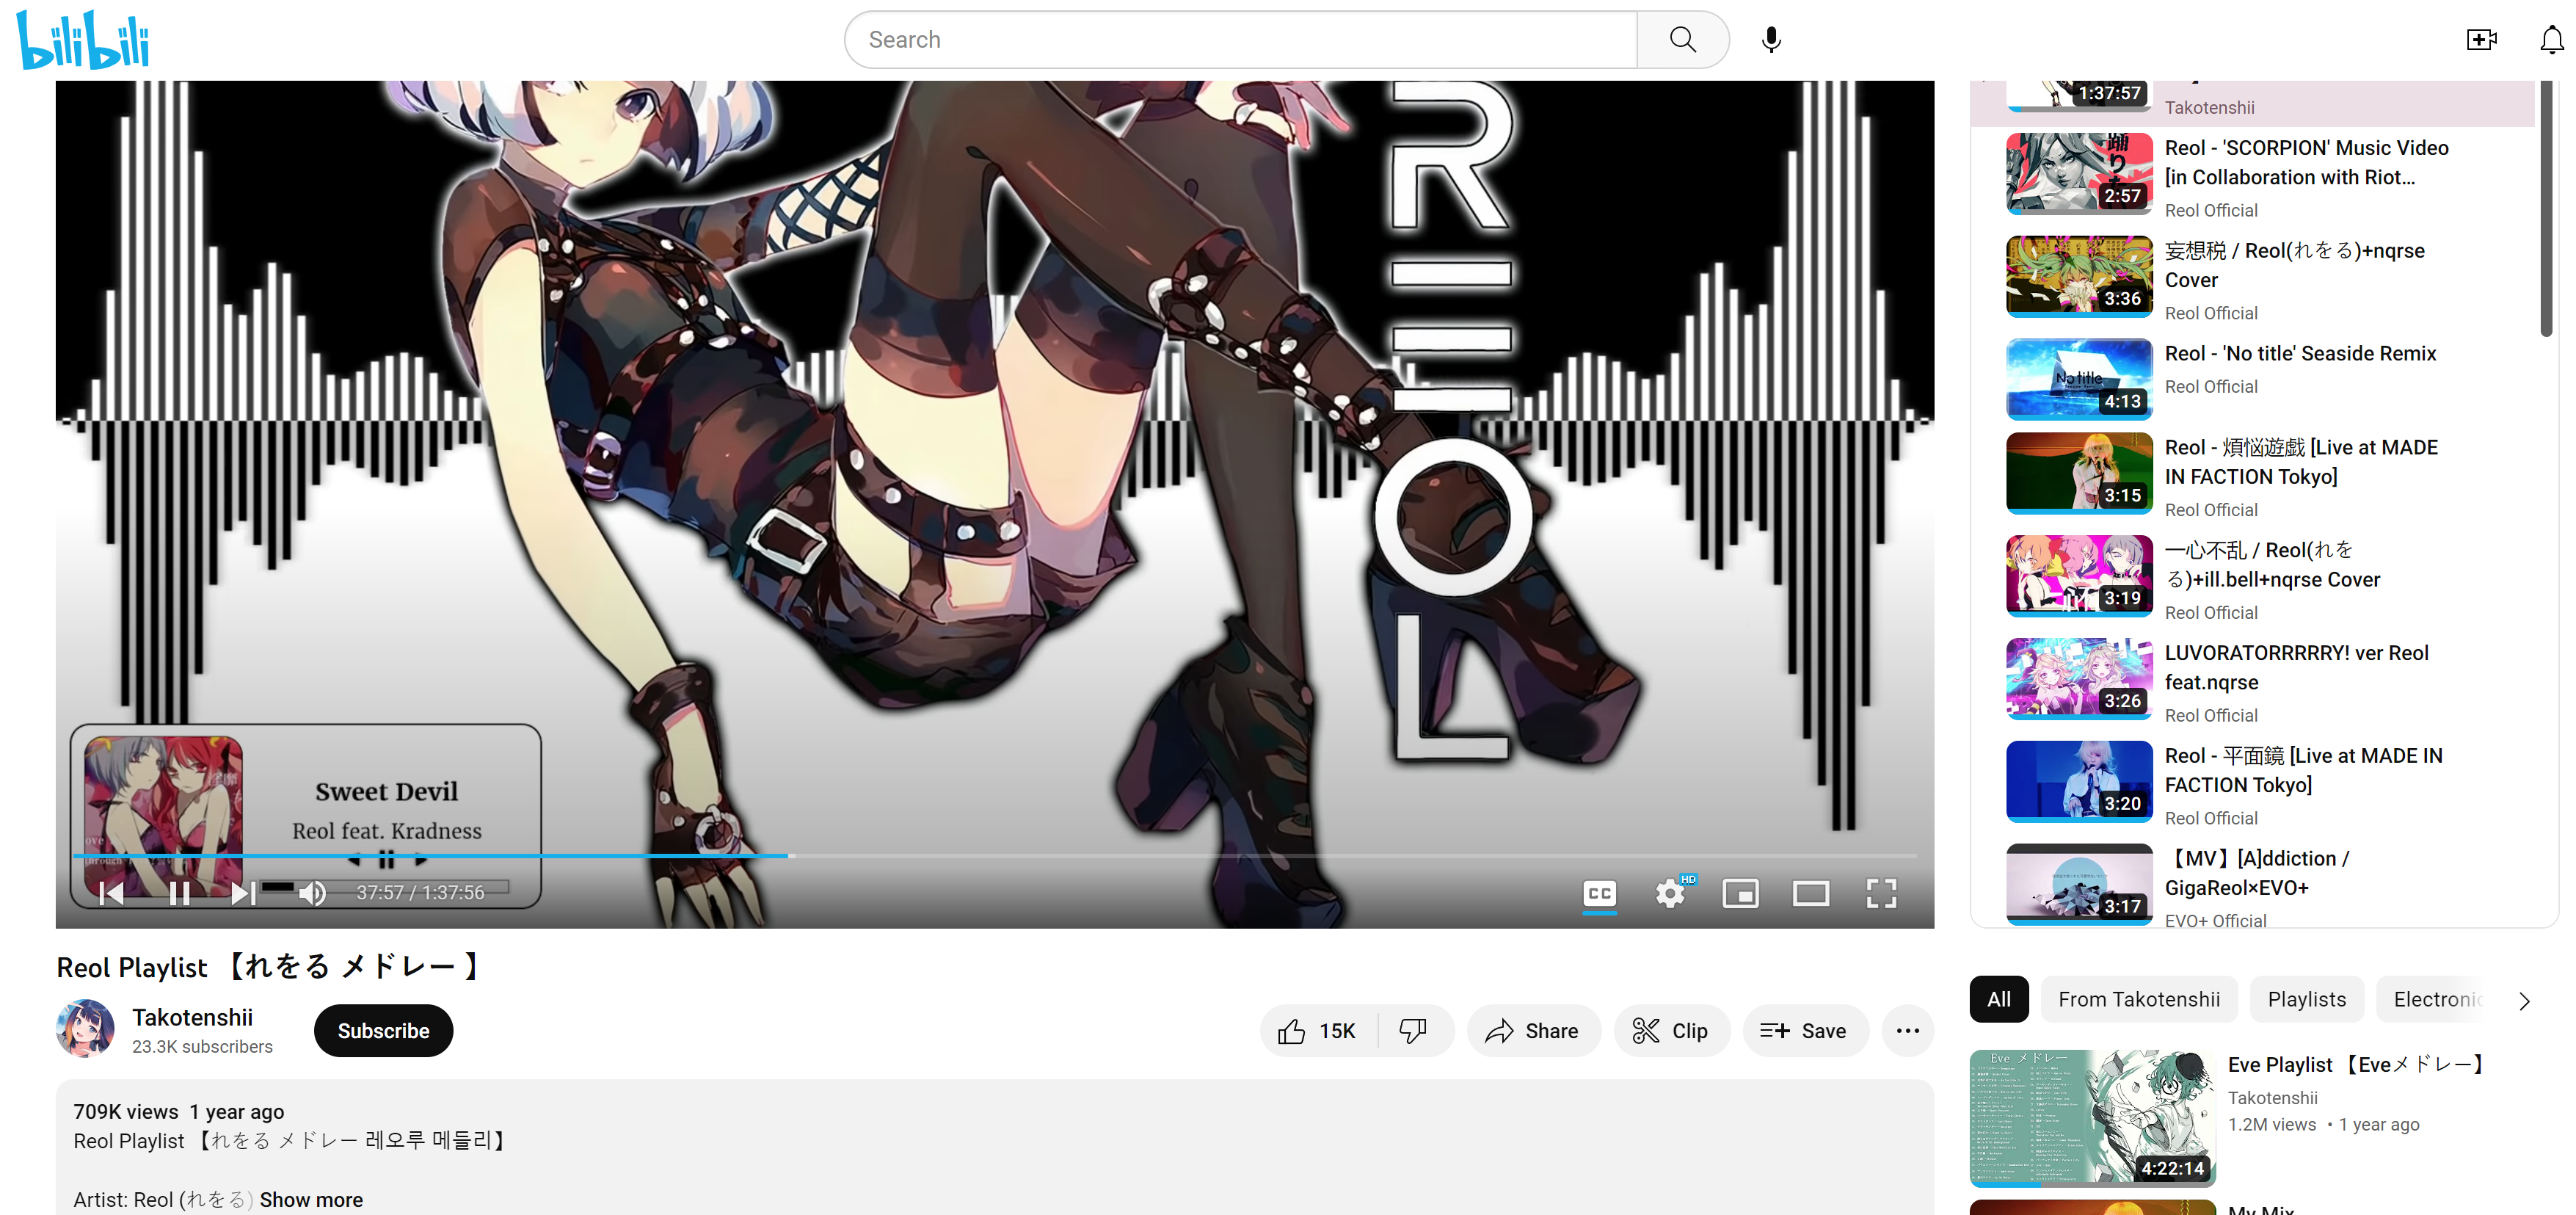 bilibili
Search
REOL
Sweet Devil
Reol feat. Kradness
37:57 / 1:37:56
CC
HD
Reol Playlist 【れをる メドレー 】
Takotenshii
23.3K subscribers
Subscribe
15K
Share
Clip
Save
709K views 1 year ago
Reol Playlist 【れをる メドレー 레오루 메들리】
Artist: Reol (れをる) Show more
1:37:57
Takotenshii
踊り
2:57
Reol - 'SCORPION' Music Video
[in Collaboration with Riot...
Reol Official
3:36
妄想税 / Reol(れをる)+nqrse
Cover
Reol Official
No title
4:13
Reol - 'No title' Seaside Remix
Reol Official
3:15
Reol - 煩悩遊戯 [Live at MADE
IN FACTION Tokyo]
Reol Official
3:19
一心不乱 / Reol(れを
る)+ill.bell+nqrse Cover
Reol Official
3:26
LUVORATORRRRRY! ver Reol
feat.nqrse
Reol Official
3:20
Reol - 平面鏡 [Live at MADE IN
FACTION Tokyo]
Reol Official
3:17
【MV】[A]ddiction /
GigaReol×EVO+
EVO+ Official
All
From Takotenshii
Playlists
Electronic
Eve メドレー
4:22:14
Eve Playlist 【Eveメドレー】
Takotenshii
1.2M views • 1 year ago
My Mix